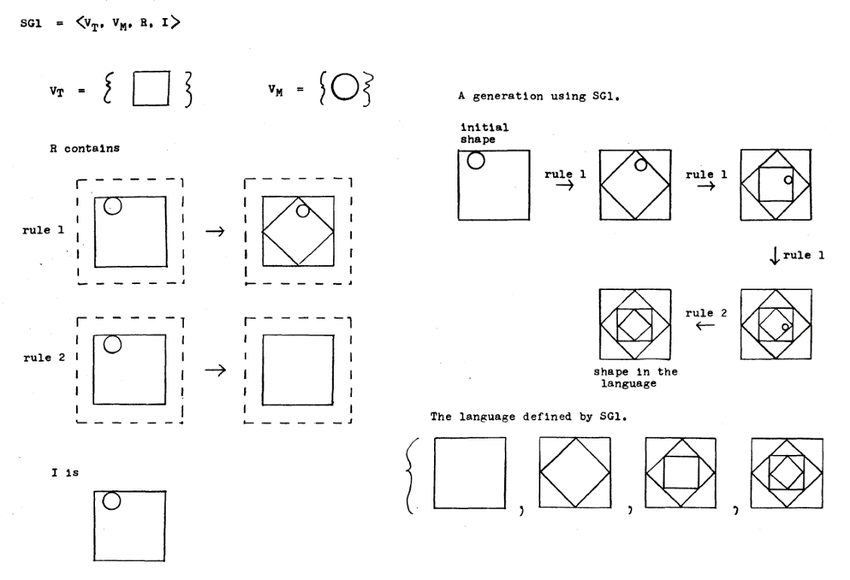 SG1 = <V_T, V_M, R, I>
V_T = { }
V_M = { }
R contains
rule 1 →
rule 2 →
I is
A generation using SG1.
initial
shape
rule 1 →
rule 1 →
↓ rule 1
rule 2 ←
shape in the
language
The language defined by SG1.
{ , , ,